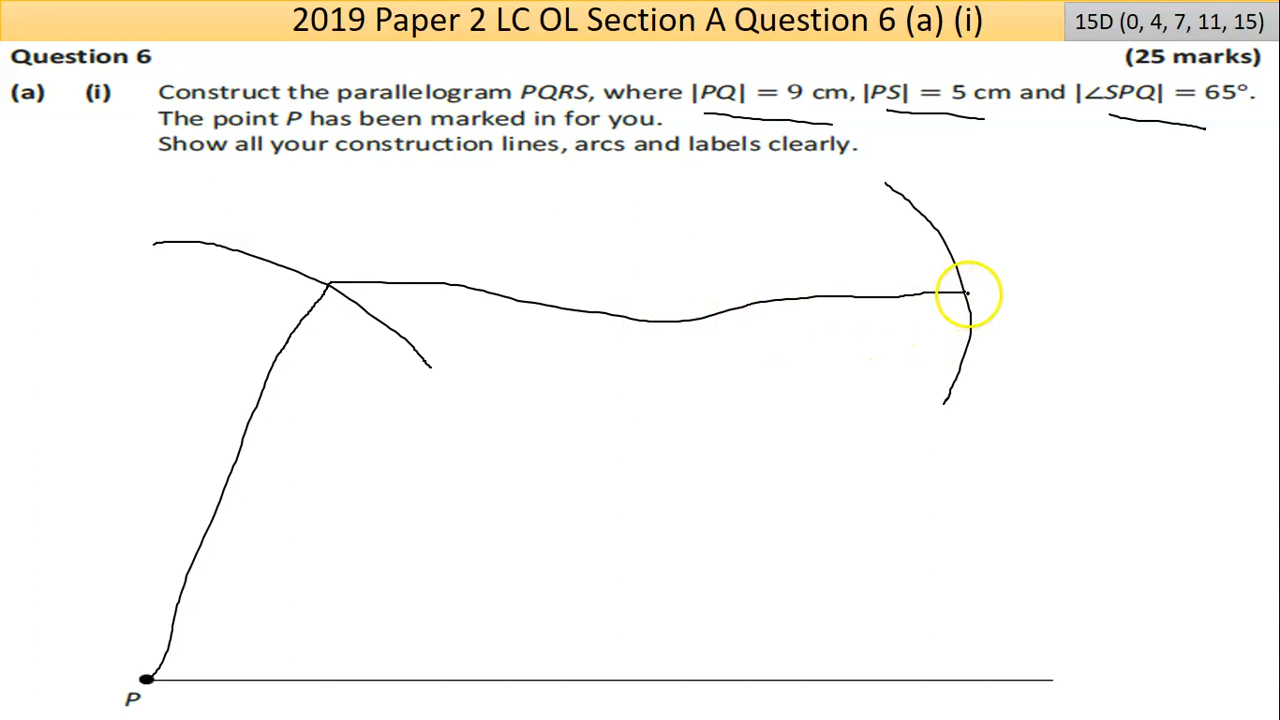 2019 Paper 2 LC OL Section A Question 6 (a) (i)
15D (0, 4, 7, 11, 15)
Question 6 (25 marks)
(a) (i) Construct the parallelogram PQRS, where |PQ| = 9 cm, |PS| = 5 cm and |∠SPQ| = 65°.
The point P has been marked in for you.
Show all your construction lines, arcs and labels clearly.
P